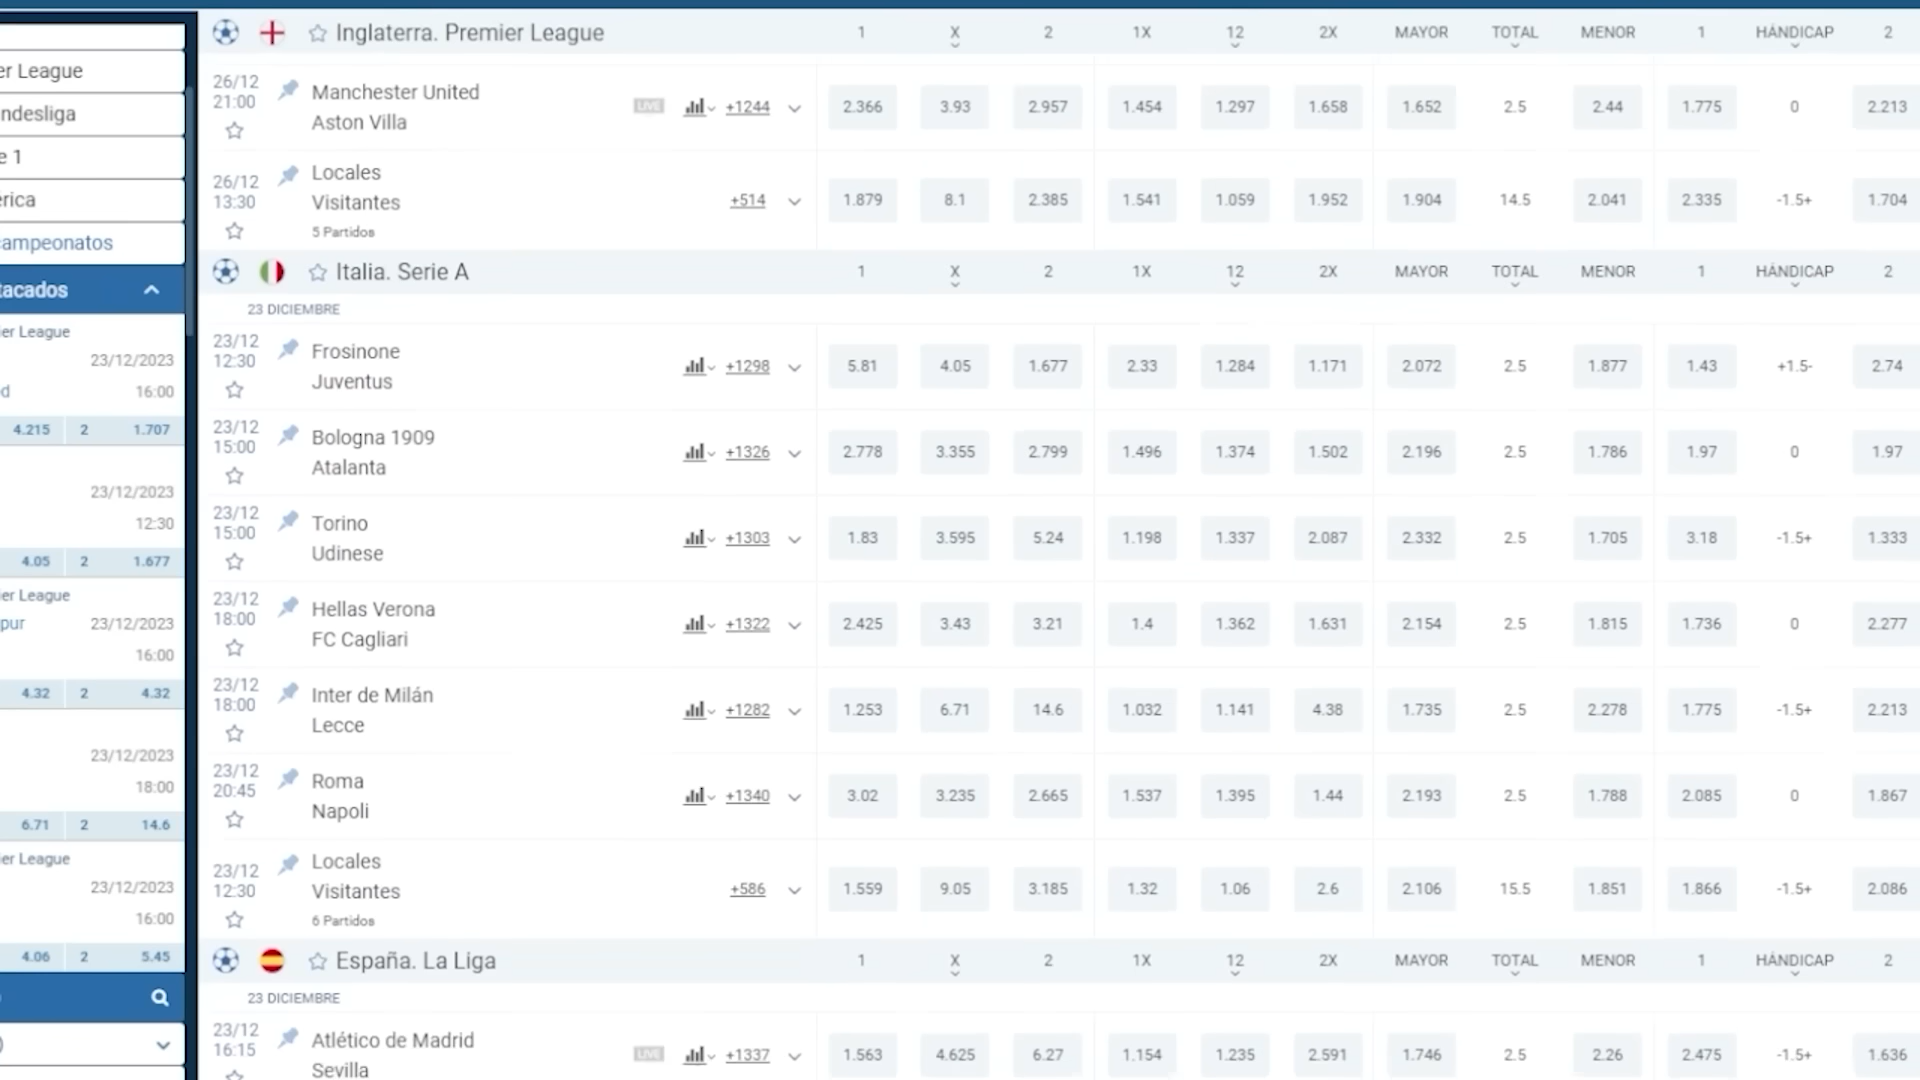 er League
ndesliga
e 1
érica
campeonatos
tacados
er League
23/12/2023
d 16:00
4.215 2 1.707
23/12/2023
12:30
4.05 2 1.677
er League
pur 23/12/2023
16:00
4.32 2 4.32
23/12/2023
18:00
6.71 2 14.6
er League
23/12/2023
16:00
4.06 2 5.45
)
Inglaterra. Premier League 1 X 2 1X 12 2X MAYOR TOTAL MENOR 1 HÁNDICAP 2
26/12 21:00 Manchester United LIVE +1244 2.366 3.93 2.957 1.454 1.297 1.658 1.652 2.5 2.44 1.775 0 2.213
Aston Villa
26/12 13:30 Locales +514 1.879 8.1 2.385 1.541 1.059 1.952 1.904 14.5 2.041 2.335 -1.5+ 1.704
Visitantes
5 Partidos
Italia. Serie A 1 X 2 1X 12 2X MAYOR TOTAL MENOR 1 HÁNDICAP 2
23 DICIEMBRE
23/12 12:30 Frosinone +1298 5.81 4.05 1.677 2.33 1.284 1.171 2.072 2.5 1.877 1.43 +1.5- 2.74
Juventus
23/12 15:00 Bologna 1909 +1326 2.778 3.355 2.799 1.496 1.374 1.502 2.196 2.5 1.786 1.97 0 1.97
Atalanta
23/12 15:00 Torino +1303 1.83 3.595 5.24 1.198 1.337 2.087 2.332 2.5 1.705 3.18 -1.5+ 1.333
Udinese
23/12 18:00 Hellas Verona +1322 2.425 3.43 3.21 1.4 1.362 1.631 2.154 2.5 1.815 1.736 0 2.277
FC Cagliari
23/12 18:00 Inter de Milán +1282 1.253 6.71 14.6 1.032 1.141 4.38 1.735 2.5 2.278 1.775 -1.5+ 2.213
Lecce
23/12 20:45 Roma +1340 3.02 3.235 2.665 1.537 1.395 1.44 2.193 2.5 1.788 2.085 0 1.867
Napoli
23/12 12:30 Locales +586 1.559 9.05 3.185 1.32 1.06 2.6 2.106 15.5 1.851 1.866 -1.5+ 2.086
Visitantes
6 Partidos
España. La Liga 1 X 2 1X 12 2X MAYOR TOTAL MENOR 1 HÁNDICAP 2
23 DICIEMBRE
23/12 16:15 Atlético de Madrid LIVE +1337 1.563 4.625 6.27 1.154 1.235 2.591 1.746 2.5 2.26 2.475 -1.5+ 1.636
Sevilla